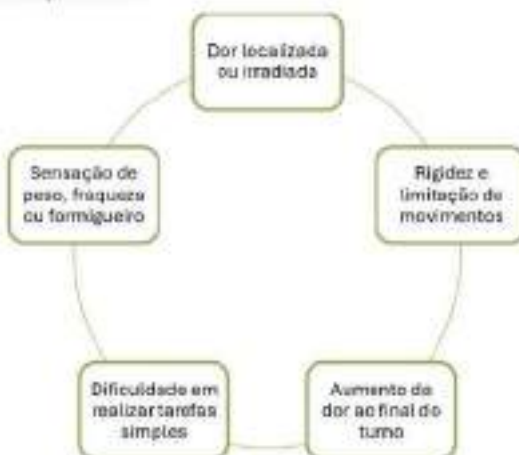 Dor localizada
ou irradiada
Rigidez e
limitação de
movimentos
Aumento da
dor ao final do
turno
Dificuldade em
realizar tarefas
simples
Sensação de
peso, fraqueza
ou formigueiro